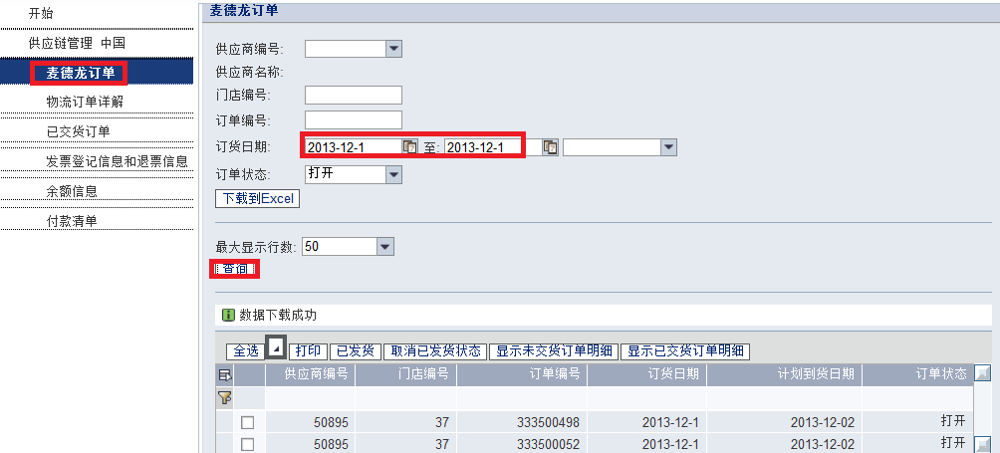 开始
供应链管理 中国
麦德龙订单
物流订单详解
已交货订单
发票登记信息和退票信息
余额信息
付款清单
麦德龙订单
供应商编号:
供应商名称:
门店编号:
订单编号:
订货日期: 2013-12-1 至: 2013-12-1
订单状态: 打开
下载到Excel
最大显示行数: 50
查询
数据下载成功
全选 打印 已发货 取消已发货状态 显示未交货订单明细 显示已交货订单明细
供应商编号 门店编号 订单编号 订货日期 计划到货日期 订单状态
50895 37 333500498 2013-12-1 2013-12-02 打开
50895 37 333500052 2013-12-1 2013-12-02 打开